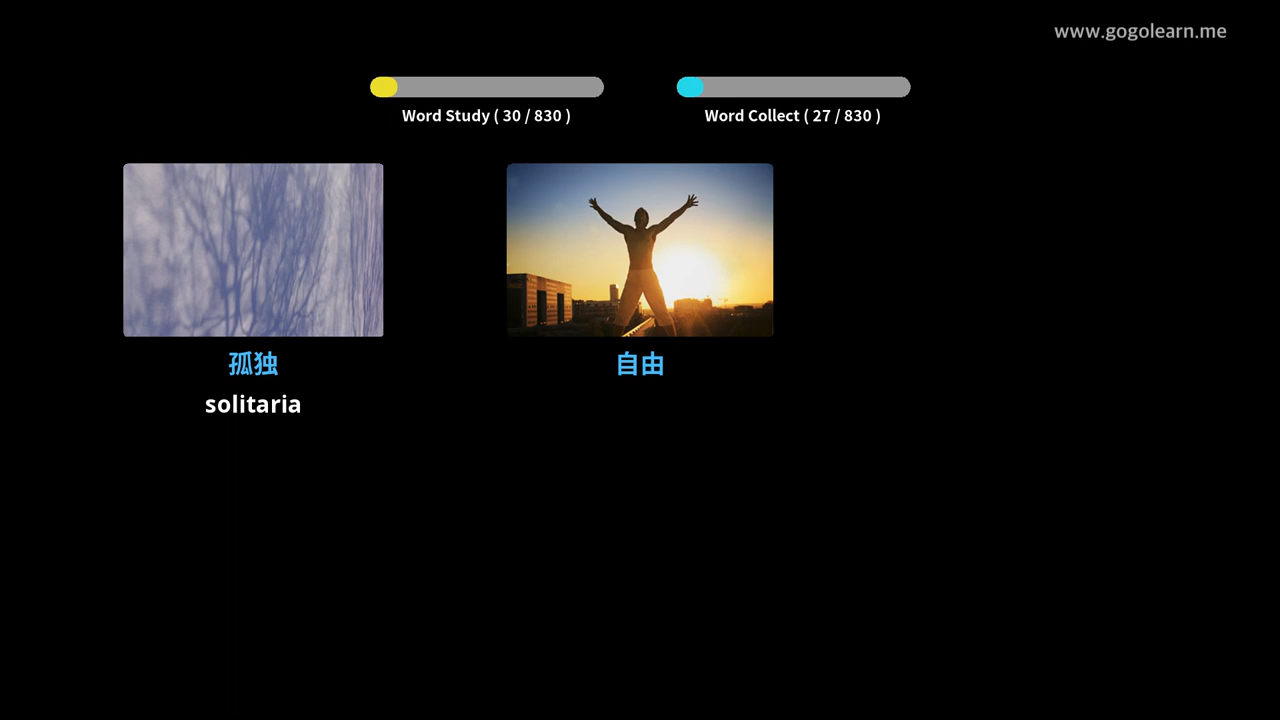 www.gogolearn.me
Word Study ( 30 / 830 )
Word Collect ( 27 / 830 )
孤独
solitaria
自由